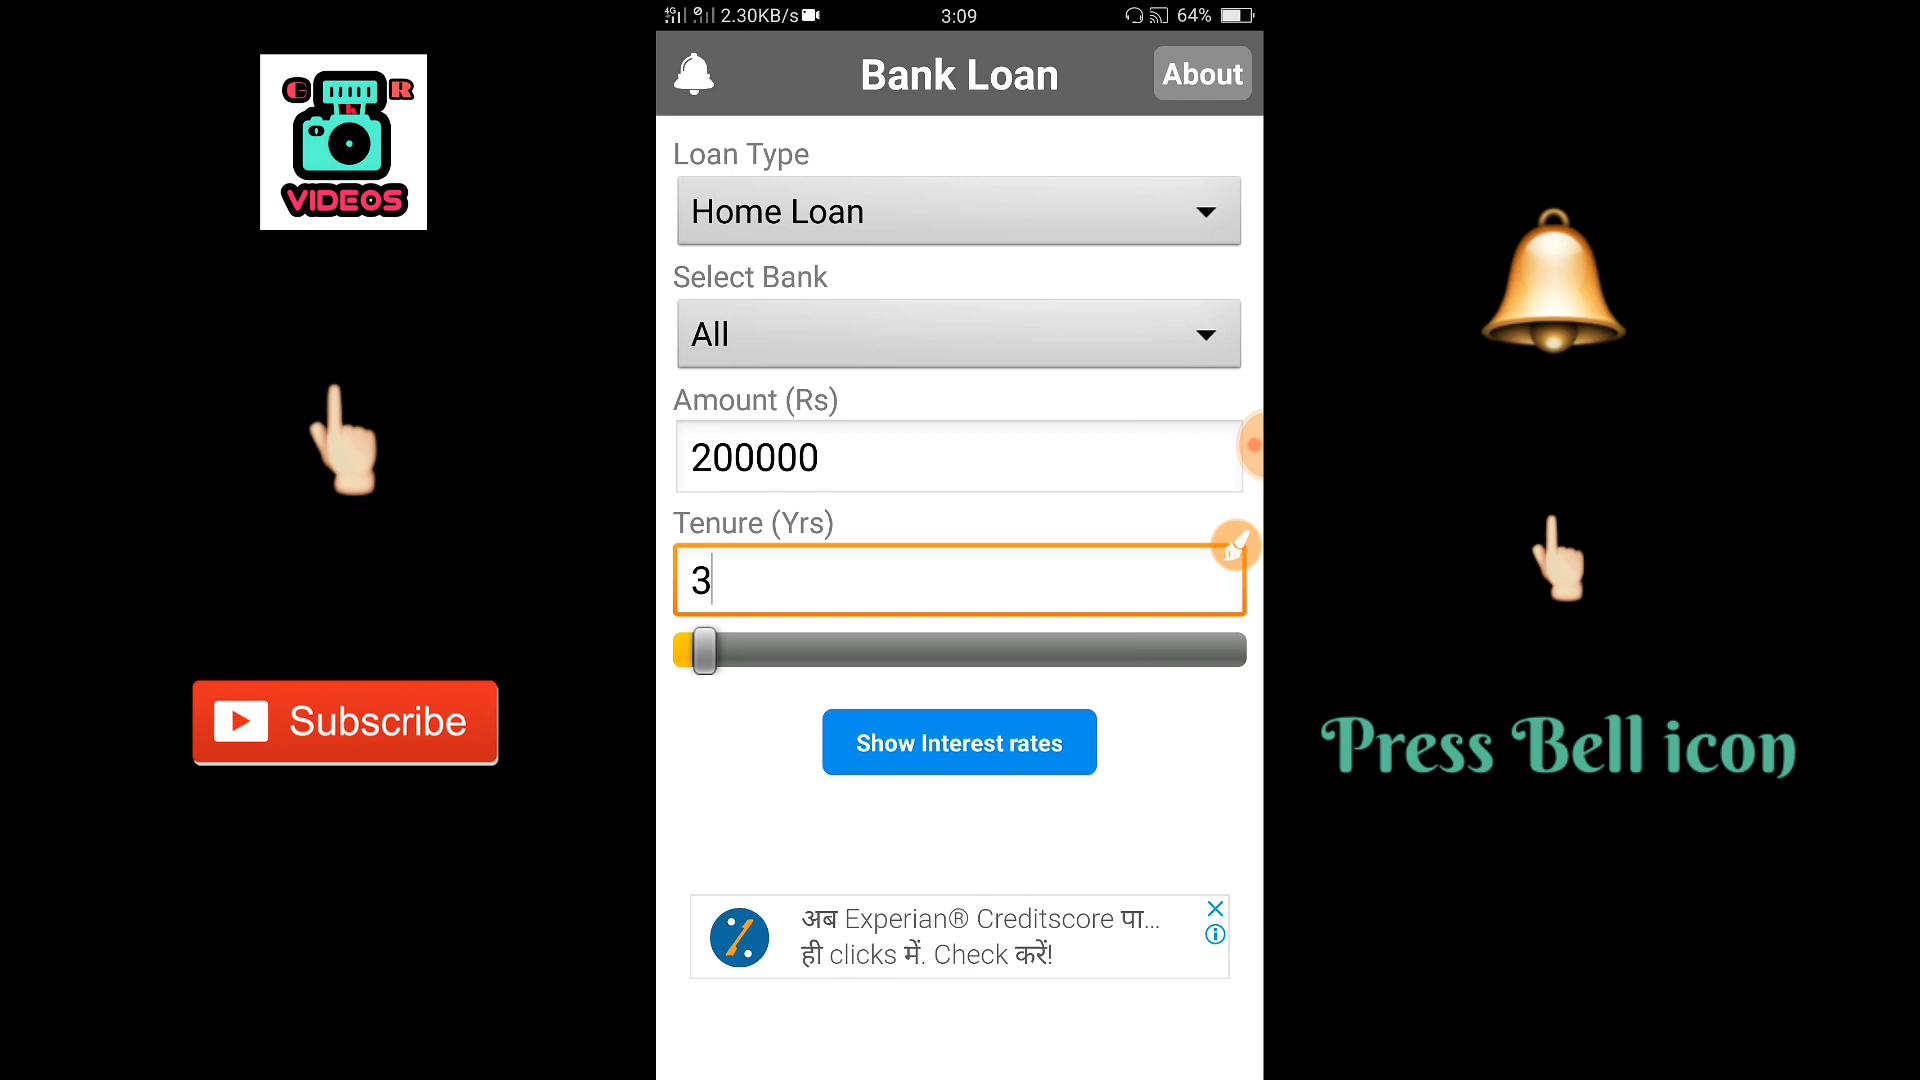 G R
VIDEOS
Subscribe
4G 2.30KB/s 3:09 64%
Bank Loan About
Loan Type
Home Loan
Select Bank
All
Amount (Rs)
200000
Tenure (Yrs)
3
Show Interest rates
अब Experian® Creditscore पा...
ही clicks में. Check करें!
Press Bell icon